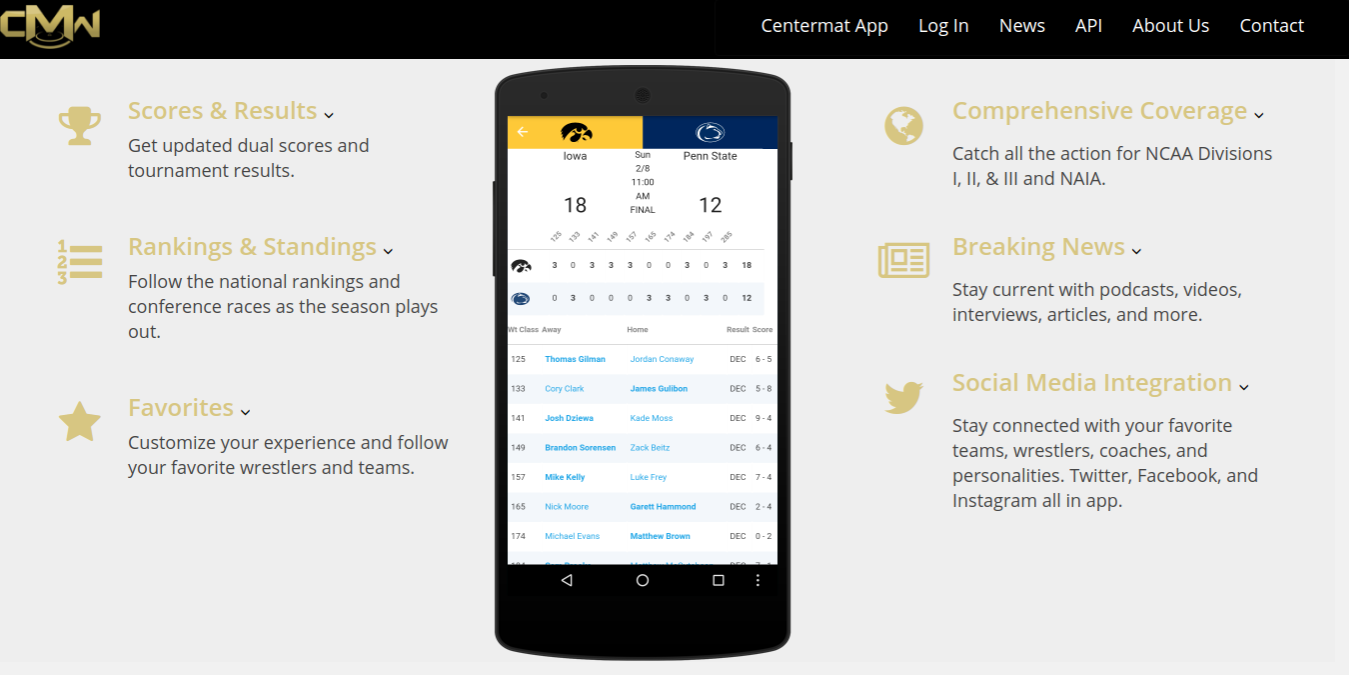 CMW
Centermat App Log In News API About Us Contact
Scores & Results
Get updated dual scores and
tournament results.
Rankings & Standings
1
2
3
Follow the national rankings and
conference races as the season plays
out.
Favorites
Customize your experience and follow
your favorite wrestlers and teams.
Iowa Sun Penn State
2/8
11:00
AM
18 FINAL 12
125 133 141 149 157 165 174 184 197 285
3 0 3 3 3 0 0 3 0 3 18
0 3 0 0 0 3 3 0 3 0 12
Wt Class Away Home Result Score
125 Thomas Gilman Jordan Conaway DEC 6 - 5
133 Cory Clark James Gulibon DEC 5 - 8
141 Josh Dziewa Kade Moss DEC 9 - 4
149 Brandon Sorensen Zack Beitz DEC 6 - 4
157 Mike Kelly Luke Frey DEC 7 - 4
165 Nick Moore Garett Hammond DEC 2 - 4
174 Michael Evans Matthew Brown DEC 0 - 2
Comprehensive Coverage
Catch all the action for NCAA Divisions
I, II, & III and NAIA.
Breaking News
Stay current with podcasts, videos,
interviews, articles, and more.
Social Media Integration
Stay connected with your favorite
teams, wrestlers, coaches, and
personalities. Twitter, Facebook, and
Instagram all in app.